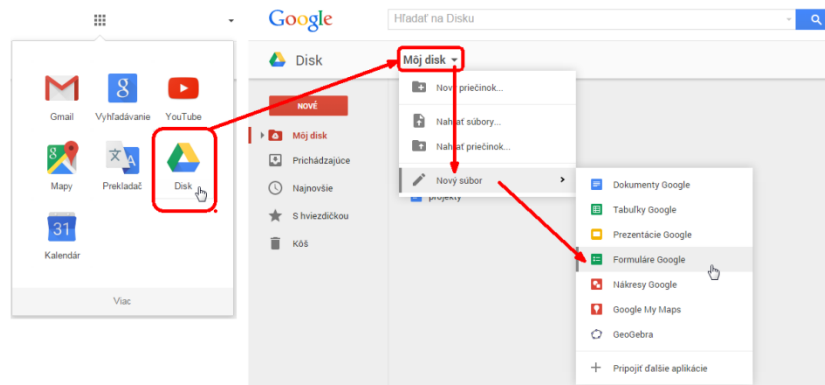 Gmail
Vyhľadávanie
YouTube
Mapy
Prekladač
Disk
31
Kalendár
Viac
Google
Hľadať na Disku
Disk
Môj disk
NOVÉ
Môj disk
Prichádzajúce
Najnovšie
S hviezdičkou
Kôš
Nový priečinok...
Nahrať súbory...
Nahrať priečinok...
Nový súbor
projekty
Dokumenty Google
Tabuľky Google
Prezentácie Google
Formuláre Google
Nákresy Google
Google My Maps
GeoGebra
Pripojiť ďalšie aplikácie